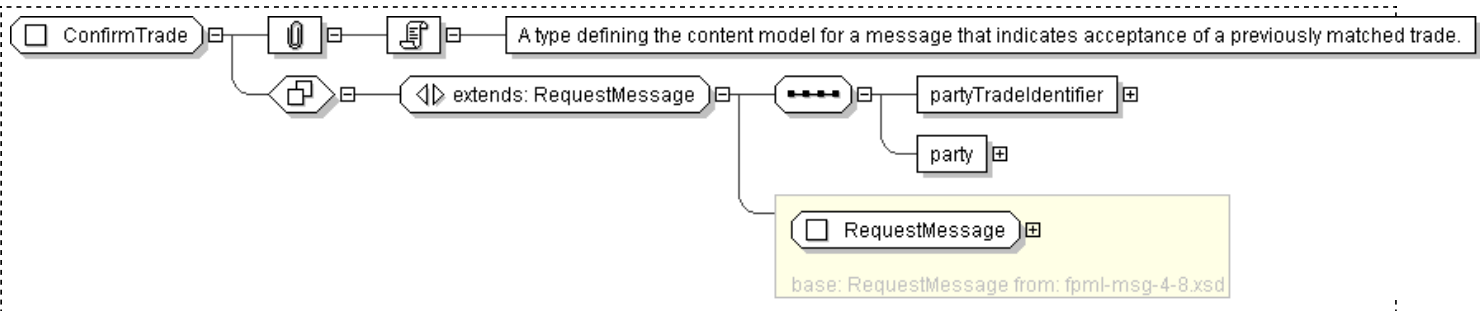 ConfirmTrade
A type defining the content model for a message that indicates acceptance of a previously matched trade.
extends: RequestMessage
partyTradeIdentifier
party
RequestMessage
base: RequestMessage from: fpml-msg-4-8.xsd